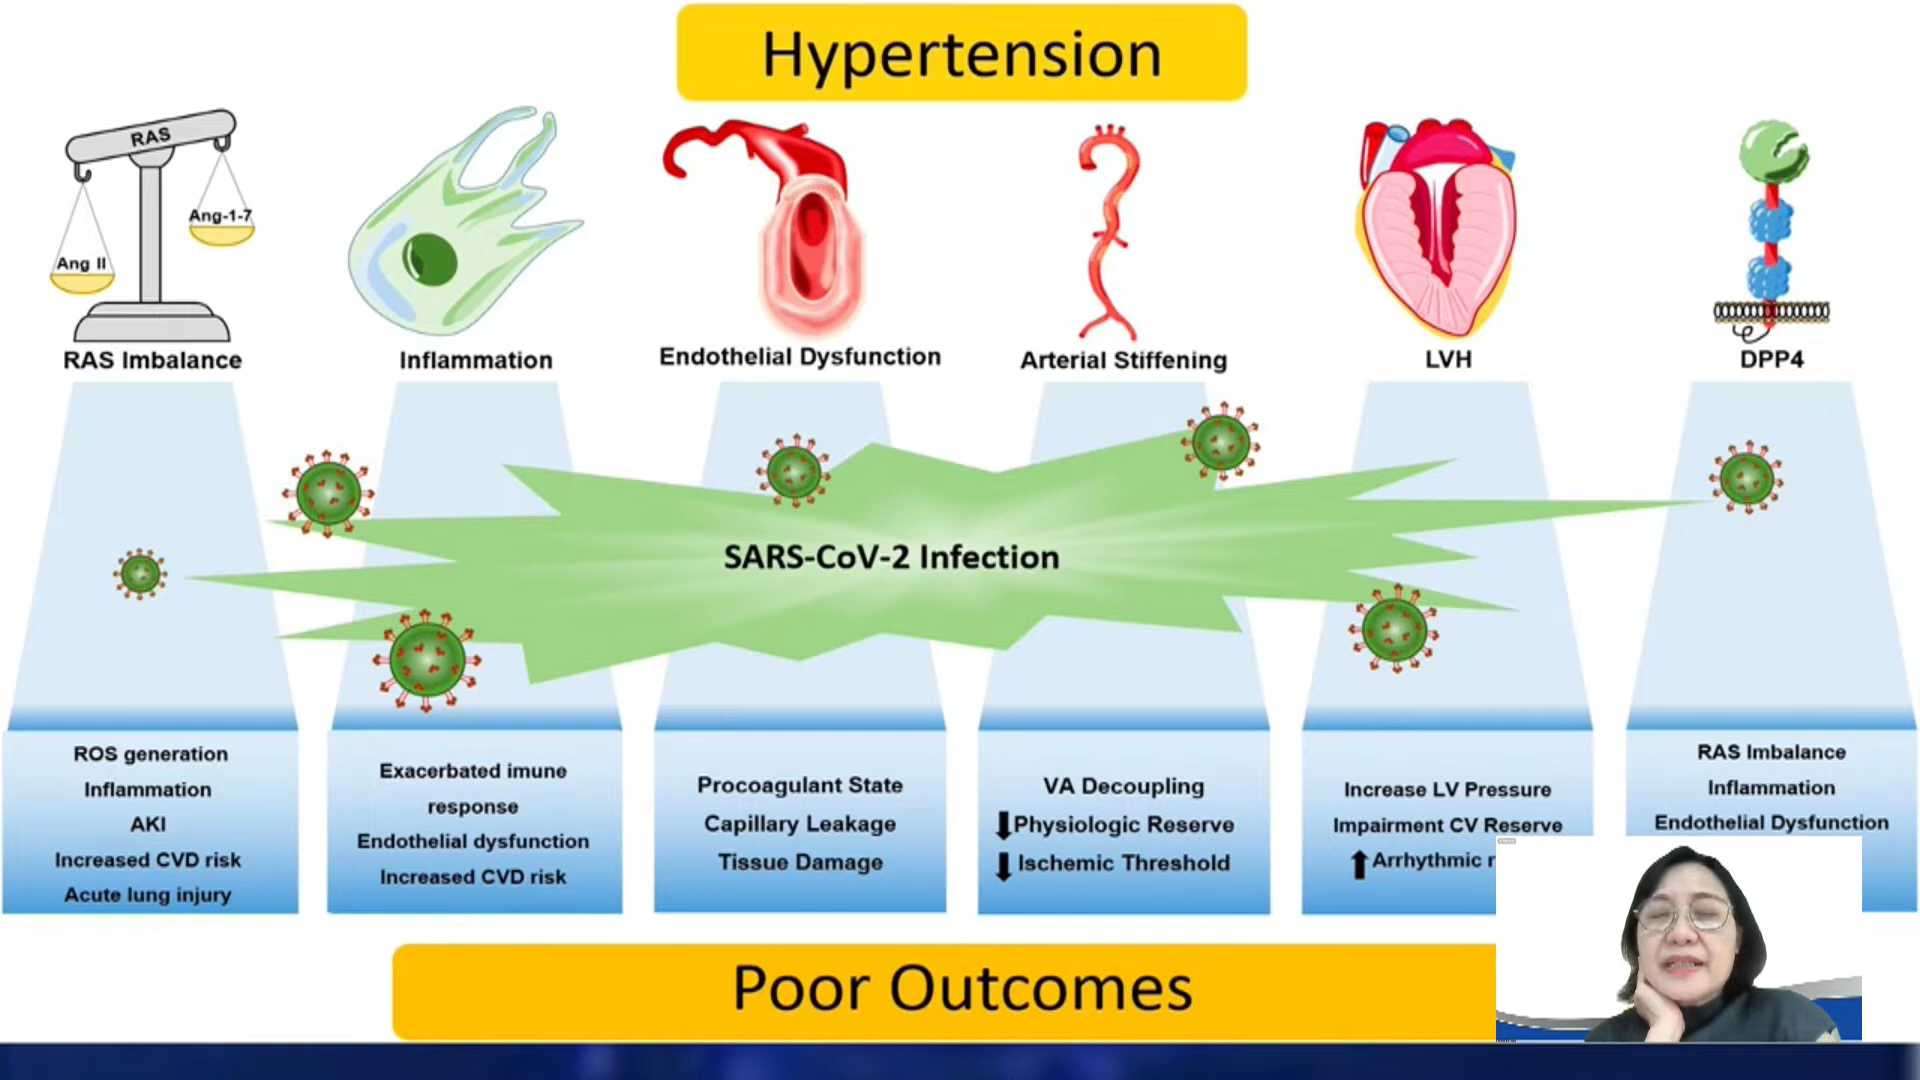 Hypertension
RAS
Ang-1-7
Ang II
RAS Imbalance
Inflammation
Endothelial Dysfunction
Arterial Stiffening
LVH
DPP4
SARS-CoV-2 Infection
ROS generation
Inflammation
AKI
Increased CVD risk
Acute lung injury
Exacerbated imune
response
Endothelial dysfunction
Increased CVD risk
Procoagulant State
Capillary Leakage
Tissue Damage
VA Decoupling
Physiologic Reserve
Ischemic Threshold
Increase LV Pressure
Impairment CV Reserve
Arrhythmic
RAS Imbalance
Inflammation
Endothelial Dysfunction
Poor Outcomes